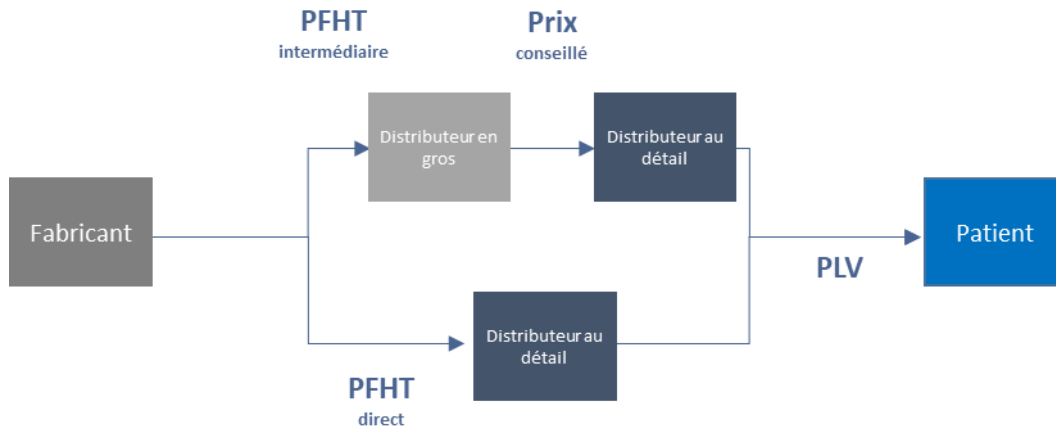 PFHT
intermédiaire
Prix
conseillé
Distributeur en
gros
Distributeur au
détail
Fabricant
Patient
PLV
Distributeur au
détail
PFHT
direct